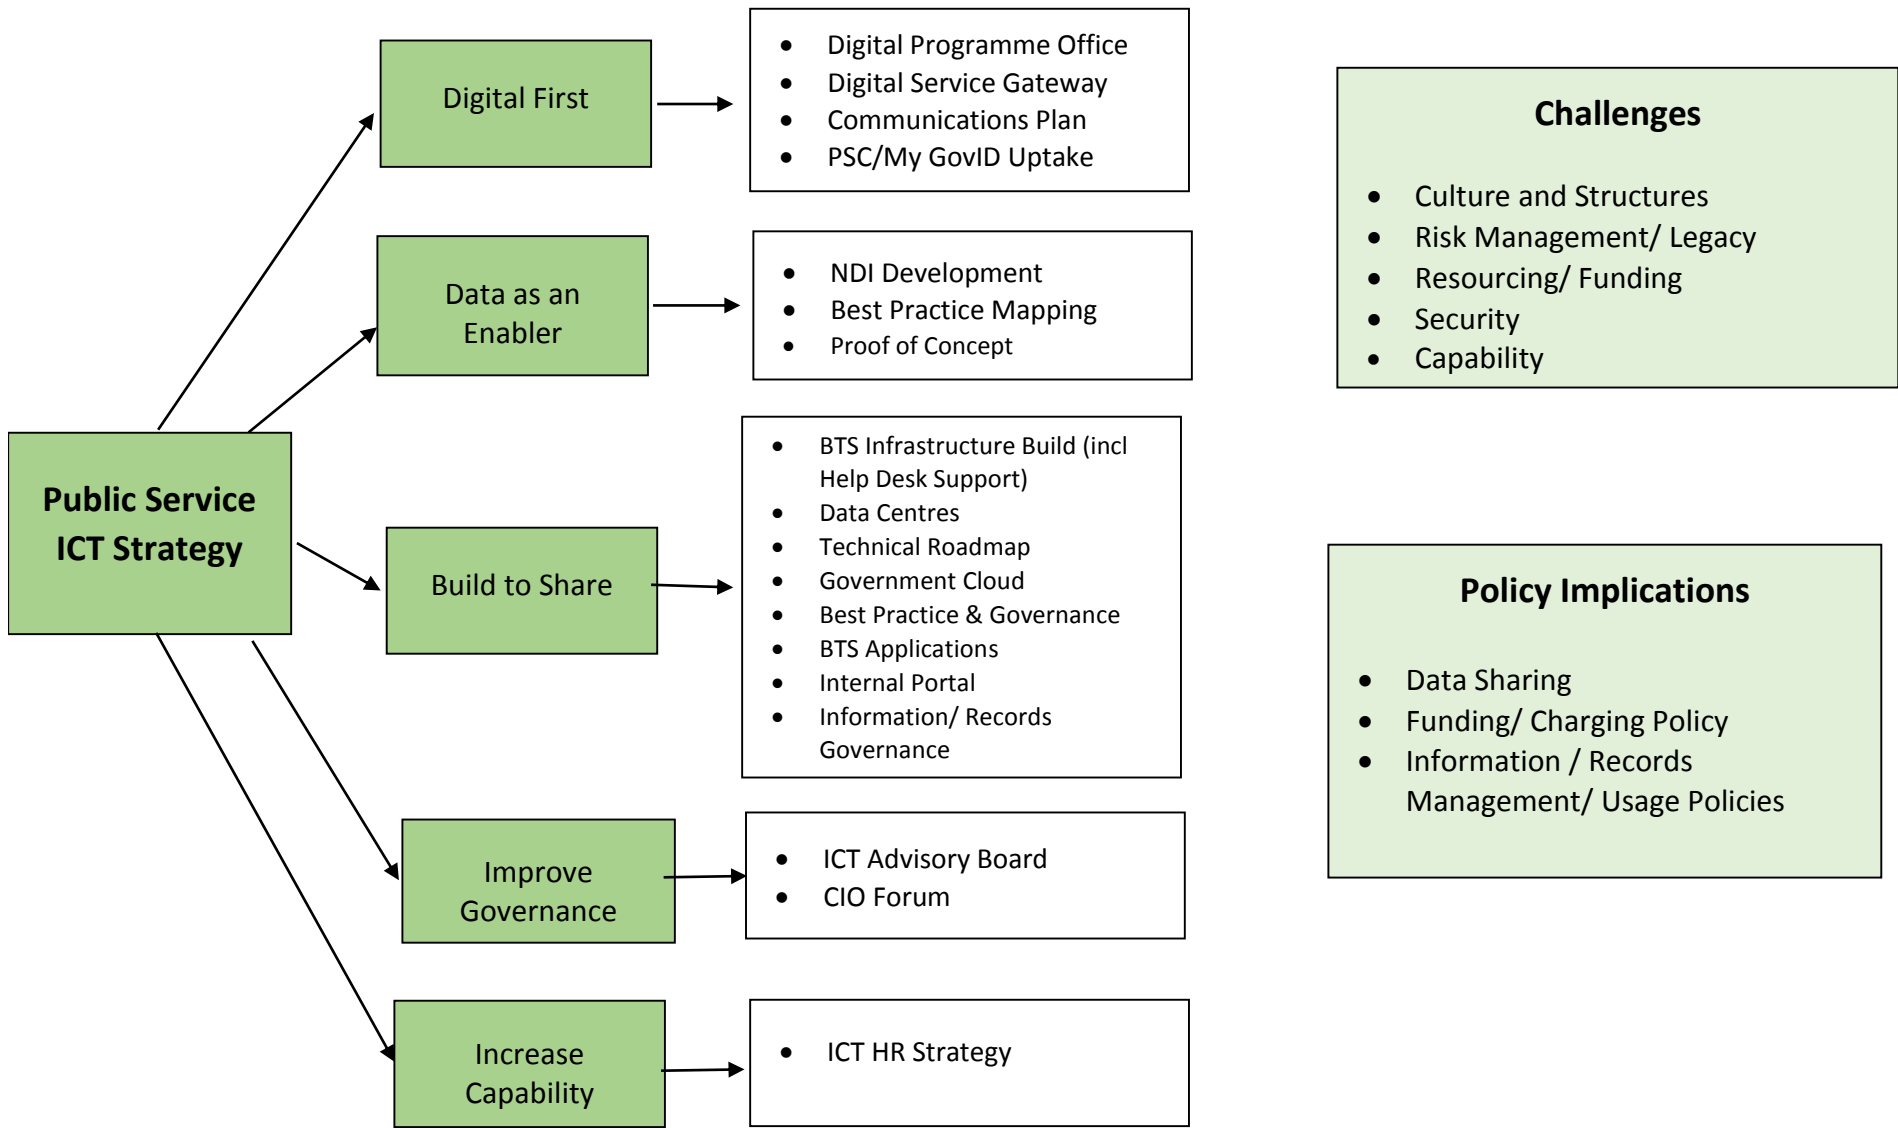 Public Service
ICT Strategy
Digital First
• Digital Programme Office
• Digital Service Gateway
• Communications Plan
• PSC/My GovID Uptake
Data as an
Enabler
• NDI Development
• Best Practice Mapping
• Proof of Concept
Build to Share
• BTS Infrastructure Build (incl
Help Desk Support)
• Data Centres
• Technical Roadmap
• Government Cloud
• Best Practice & Governance
• BTS Applications
• Internal Portal
• Information/ Records
Governance
Improve
Governance
• ICT Advisory Board
• CIO Forum
Increase
Capability
• ICT HR Strategy
Challenges
• Culture and Structures
• Risk Management/ Legacy
• Resourcing/ Funding
• Security
• Capability
Policy Implications
• Data Sharing
• Funding/ Charging Policy
• Information / Records
Management/ Usage Policies